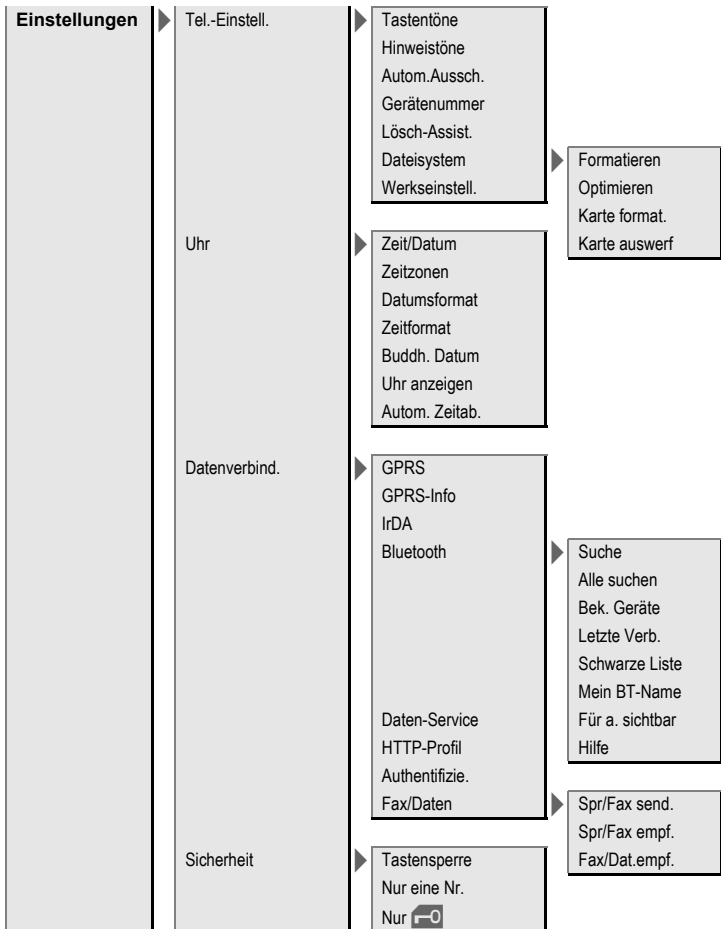 Einstellungen
Tel.-Einstell.
Tastentöne
Hinweistöne
Autom.Aussch.
Gerätenummer
Lösch-Assist.
Dateisystem
Formatieren
Optimieren
Karte format.
Karte auswerf
Werkseinstell.
Uhr
Zeit/Datum
Zeitzonen
Datumsformat
Zeitformat
Buddh. Datum
Uhr anzeigen
Autom. Zeitab.
Datenverbind.
GPRS
GPRS-Info
IrDA
Bluetooth
Suche
Alle suchen
Bek. Geräte
Letzte Verb.
Schwarze Liste
Mein BT-Name
Für a. sichtbar
Hilfe
Daten-Service
HTTP-Profil
Authentifizie.
Fax/Daten
Spr/Fax send.
Spr/Fax empf.
Fax/Dat.empf.
Sicherheit
Tastensperre
Nur eine Nr.
Nur